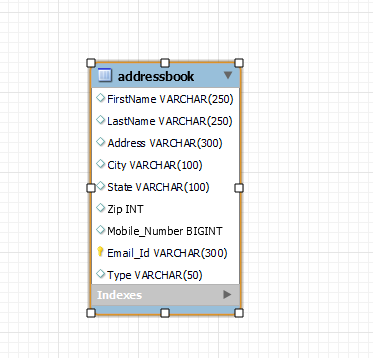 addressbook
FirstName VARCHAR(250)
LastName VARCHAR(250)
Address VARCHAR(300)
City VARCHAR(100)
State VARCHAR(100)
Zip INT
Mobile_Number BIGINT
Email_Id VARCHAR(300)
Type VARCHAR(50)
Indexes